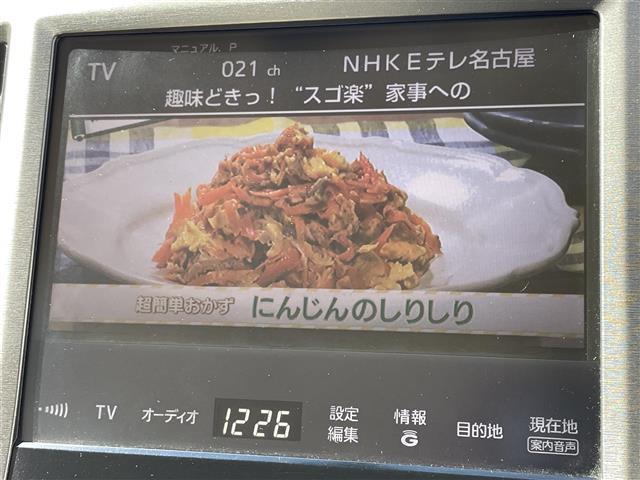 マニュアル. P
TV 021 ch NHKEテレ名古屋
趣味どきっ！ “スゴ楽” 家事への
超簡単おかず にんじんのしりしり
TV オーディオ 1226 設定編集 情報G 目的地 現在地
案内音声